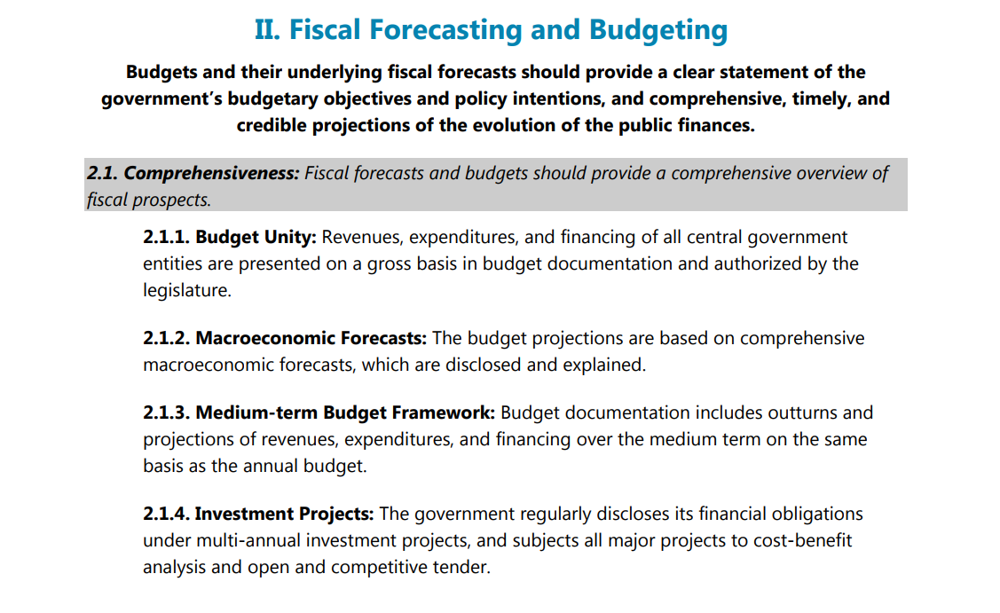 II. Fiscal Forecasting and Budgeting
Budgets and their underlying fiscal forecasts should provide a clear statement of the
government’s budgetary objectives and policy intentions, and comprehensive, timely, and
credible projections of the evolution of the public finances.
2.1. Comprehensiveness: Fiscal forecasts and budgets should provide a comprehensive overview of
fiscal prospects.
2.1.1. Budget Unity: Revenues, expenditures, and financing of all central government
entities are presented on a gross basis in budget documentation and authorized by the
legislature.
2.1.2. Macroeconomic Forecasts: The budget projections are based on comprehensive
macroeconomic forecasts, which are disclosed and explained.
2.1.3. Medium-term Budget Framework: Budget documentation includes outturns and
projections of revenues, expenditures, and financing over the medium term on the same
basis as the annual budget.
2.1.4. Investment Projects: The government regularly discloses its financial obligations
under multi-annual investment projects, and subjects all major projects to cost-benefit
analysis and open and competitive tender.